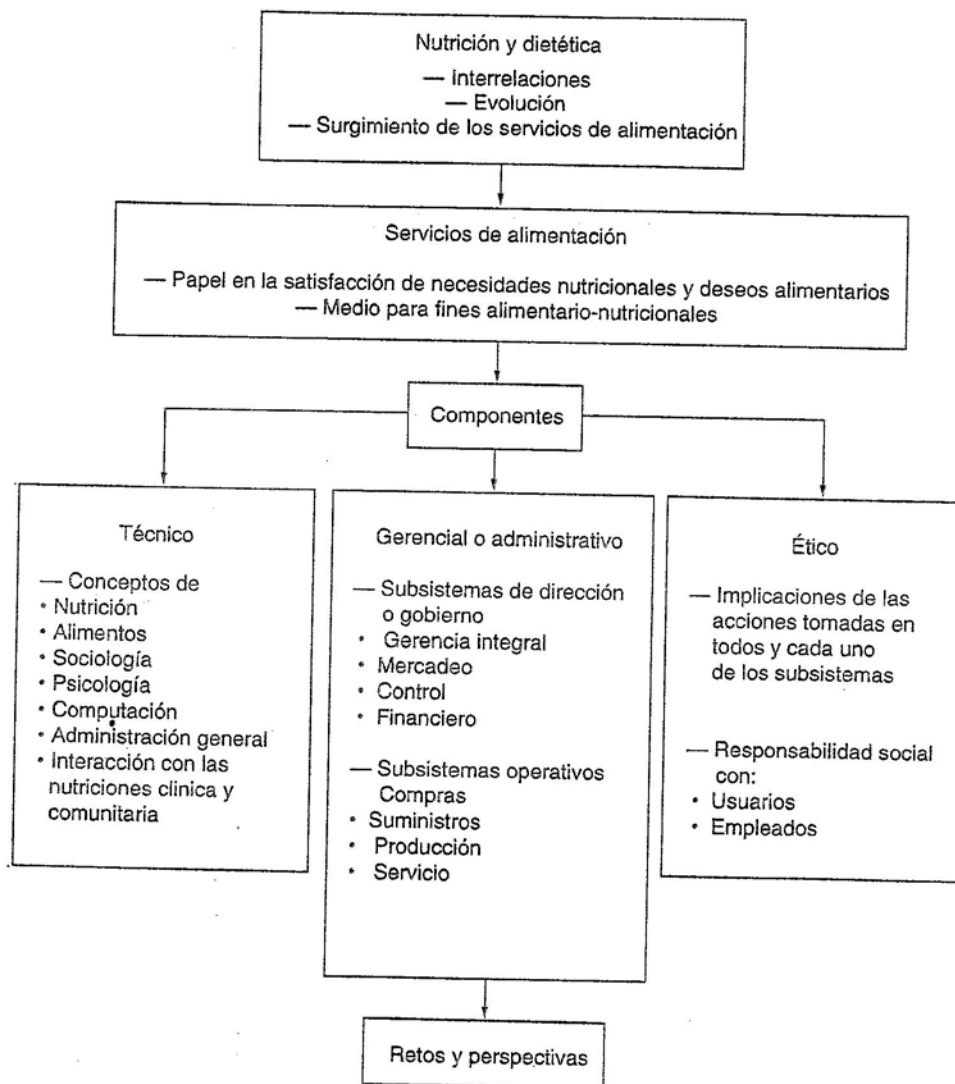 Nutrición y dietética
— Interrelaciones
— Evolución
— Surgimiento de los servicios de alimentación
Servicios de alimentación
— Papel en la satisfacción de necesidades nutricionales y deseos alimentarios
— Medio para fines alimentario-nutricionales
Componentes
Técnico
— Conceptos de
• Nutrición
• Alimentos
• Sociología
• Psicología
• Computación
• Administración general
• Interacción con las
nutriciones clinica y
comunitaria
Gerencial o administrativo
— Subsistemas de dirección
o gobierno
• Gerencia integral
• Mercadeo
• Control
• Financiero
— Subsistemas operativos
Compras
• Suministros
• Producción
• Servicio
Ético
— Implicaciones de las
acciones tomadas en
todos y cada uno
de los subsistemas
— Responsabilidad social
con:
• Usuarios
• Empleados
Retos y perspectivas